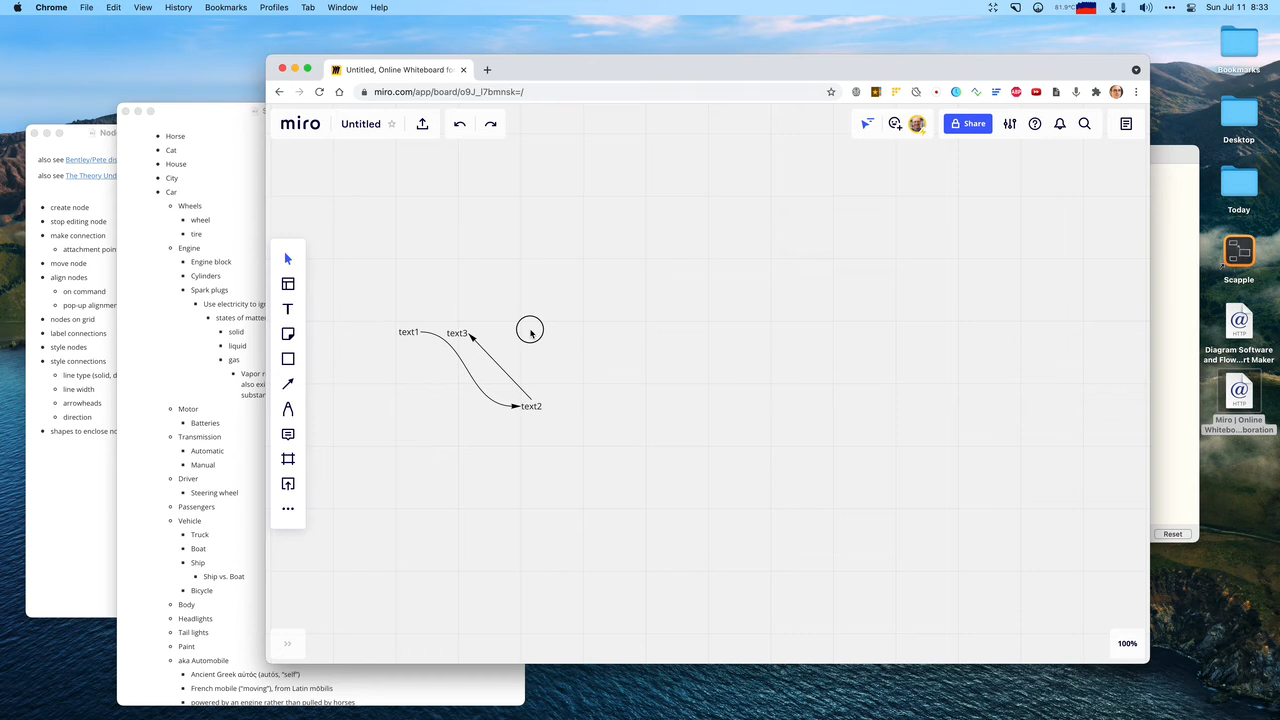 Chrome File Edit View History Bookmarks Profiles Tab Window Help
81.9°C
Sun Jul 11 8:33
Untitled, Online Whiteboard fo
miro.com/app/board/o9J_l7bmnsk=/
miro Untitled
Share
text1
text3
text2
100%
also see Bentley/Pete dis
also see The Theory Und
create node
stop editing node
make connection
attachment poin
move node
align nodes
on command
pop-up alignmen
nodes on grid
label connections
style nodes
style connections
line type (solid, d
line width
arrowheads
direction
shapes to enclose no
Horse
Cat
House
City
Car
Wheels
wheel
tire
Engine
Engine block
Cylinders
Spark plugs
Use electricity to ig
states of matte
solid
liquid
gas
Vapor r
also exi
substan
Motor
Batteries
Transmission
Automatic
Manual
Driver
Steering wheel
Passengers
Vehicle
Truck
Boat
Ship
Ship vs. Boat
Bicycle
Body
Headlights
Tail lights
Paint
aka Automobile
Ancient Greek αὐτός (autós, “self”)
French mobile (“moving”), from Latin mōbilis
powered by an engine rather than pulled by horses
Reset
Bookmarks
Desktop
Today
Scapple
HTTP
Diagram Software
and Flow...rt Maker
HTTP
Miro | Online
Whitebo...boration